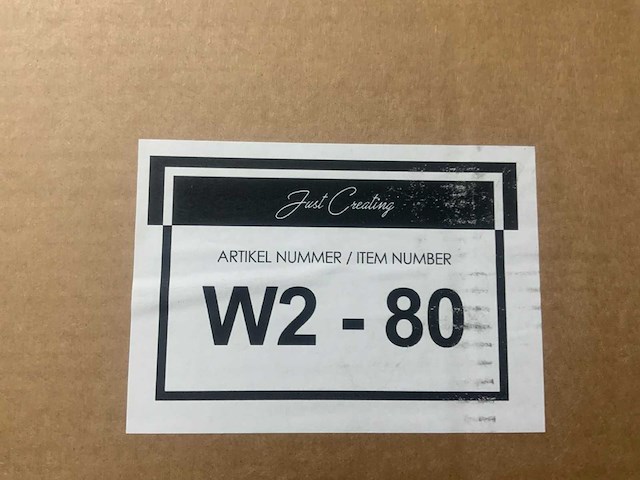 Just Creating
ARTIKEL NUMMER / ITEM NUMBER
W2 - 80